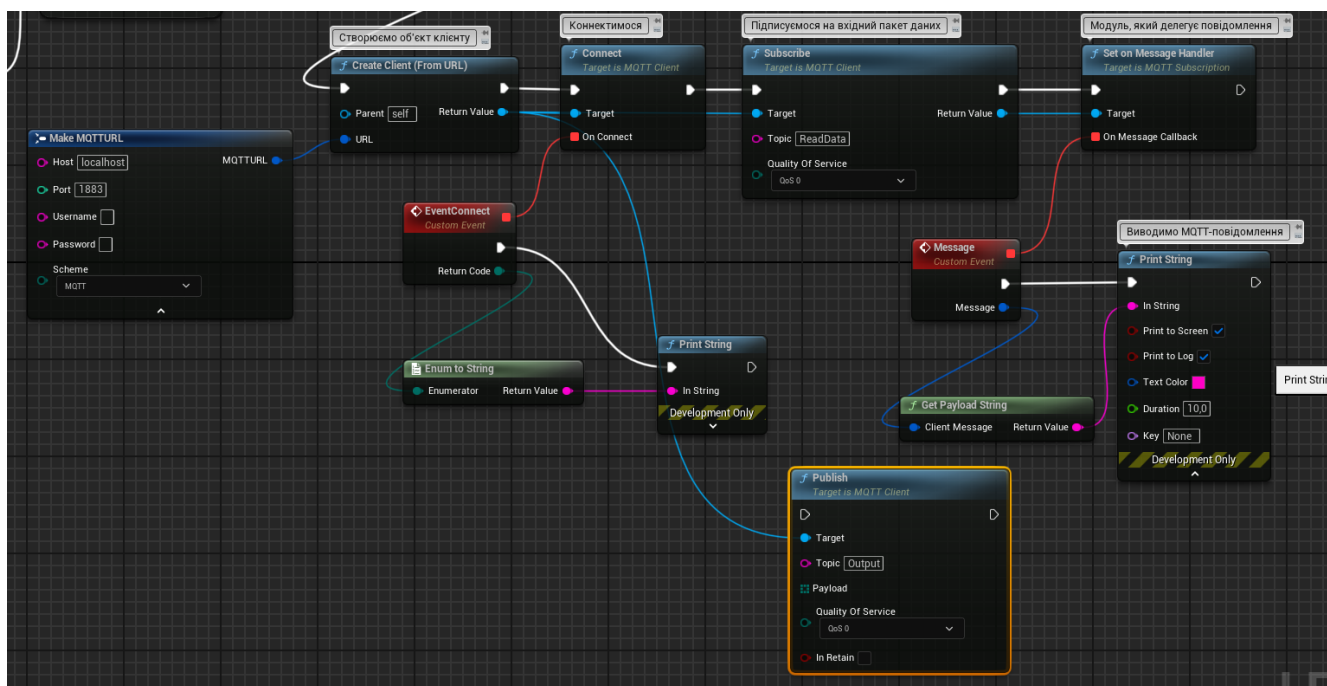 Створюємо об'єкт клієнту
Create Client (From URL)
Parent self
Return Value
URL
Make MQTTURL
Host localhost
MQTTURL
Port 1883
Username
Password
Scheme
MQTT
Коннектимося
Connect
Target is MQTT Client
Target
On Connect
EventConnect
Custom Event
Return Code
Enum to String
Enumerator
Return Value
Print String
In String
Development Only
Підписуємося на вхідний пакет даних
Subscribe
Target is MQTT Client
Target
Return Value
Topic ReadData
Quality Of Service
QoS 0
Модуль, який делегує повідомлення
Set on Message Handler
Target is MQTT Subscription
Target
On Message Callback
Message
Custom Event
Message
Get Payload String
Client Message
Return Value
Виводимо MQTT-повідомлення
Print String
In String
Print to Screen
Print to Log
Text Color
Duration 10,0
Key None
Development Only
Publish
Target is MQTT Client
Target
Topic Output
Payload
Quality Of Service
QoS 0
In Retain